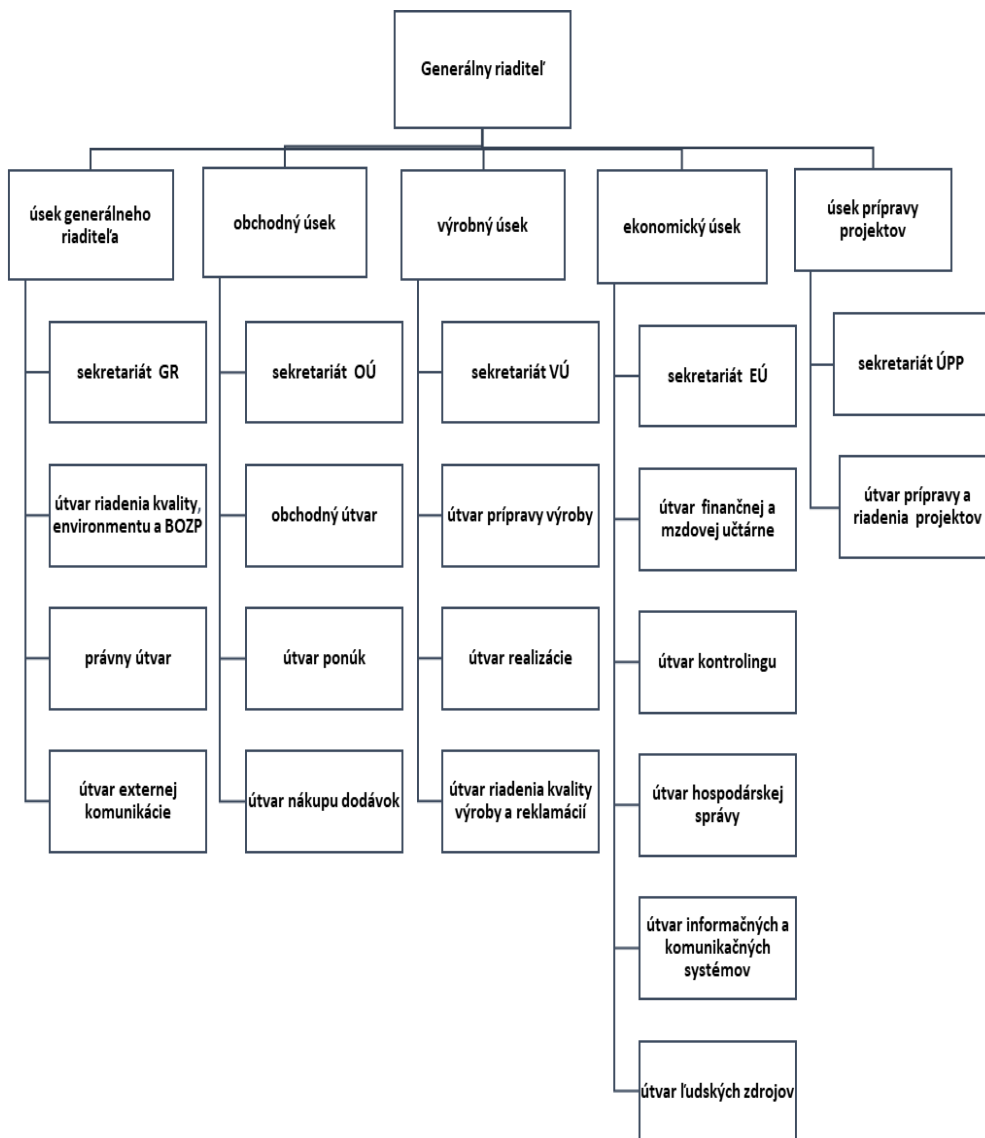 Generálny riaditeľ
úsek generálneho
riaditeľa
obchodný úsek
výrobný úsek
ekonomický úsek
úsek prípravy
projektov
sekretariát GR
sekretariát OÚ
sekretariát VÚ
sekretariát EÚ
sekretariát ÚPP
útvar riadenia kvality,
environmentu a BOZP
obchodný útvar
útvar prípravy výroby
útvar finančnej a
mzdovej učtárne
útvar prípravy a
riadenia projektov
právny útvar
útvar ponúk
útvar realizácie
útvar kontrolingu
útvar externej
komunikácie
útvar nákupu dodávok
útvar riadenia kvality
výroby a reklamácií
útvar hospodárskej
správy
útvar informačných a
komunikačných
systémov
útvar ľudských zdrojov